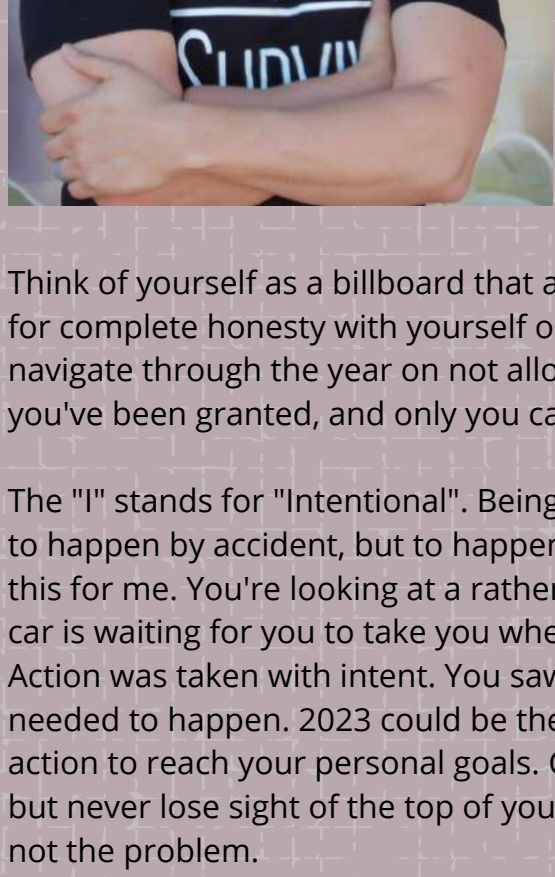 Think of yourself as a billboard that a
for complete honesty with yourself o
navigate through the year on not allo
you've been granted, and only you ca
The "I" stands for "Intentional". Being
to happen by accident, but to happen
this for me. You're looking at a rather
car is waiting for you to take you whe
Action was taken with intent. You saw
needed to happen. 2023 could be the
action to reach your personal goals.
but never lose sight of the top of you
not the problem.